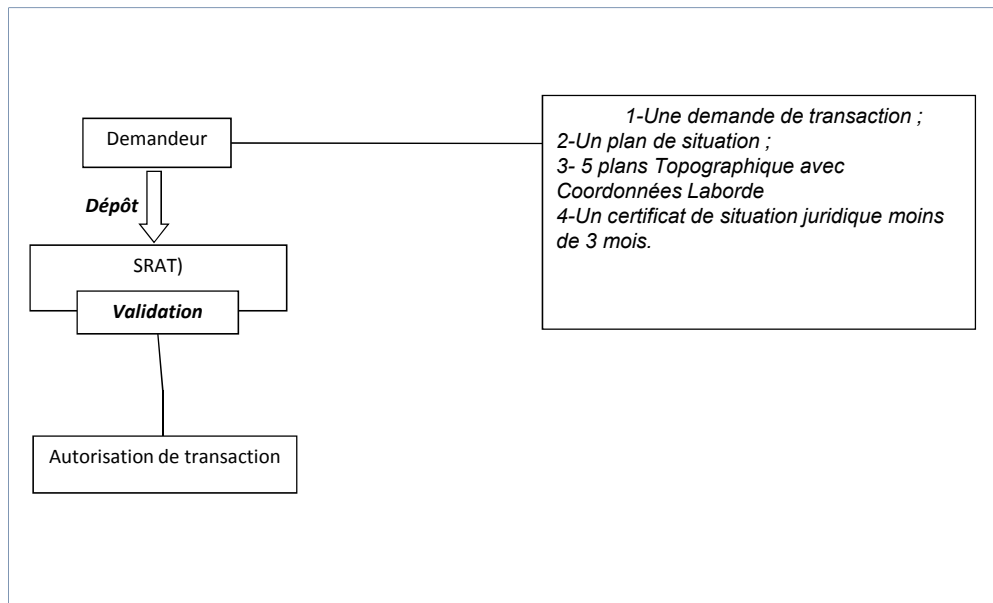 Demandeur
1-Une demande de transaction ;
2-Un plan de situation ;
3- 5 plans Topographique avec
Coordonnées Laborde
4-Un certificat de situation juridique moins
de 3 mois.
Dépôt
SRAT)
Validation
Autorisation de transaction